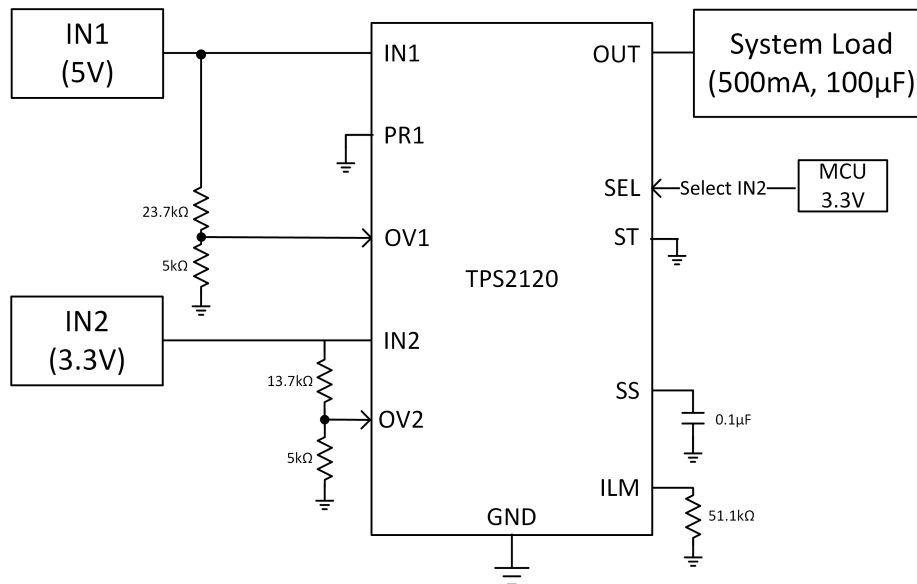 IN1
(5V)
IN1
OUT
System Load
(500mA, 100µF)
PR1
SEL
Select IN2
MCU
3.3V
23.7kΩ
OV1
ST
5kΩ
TPS2120
IN2
(3.3V)
IN2
13.7kΩ
SS
OV2
0.1µF
5kΩ
ILM
51.1kΩ
GND